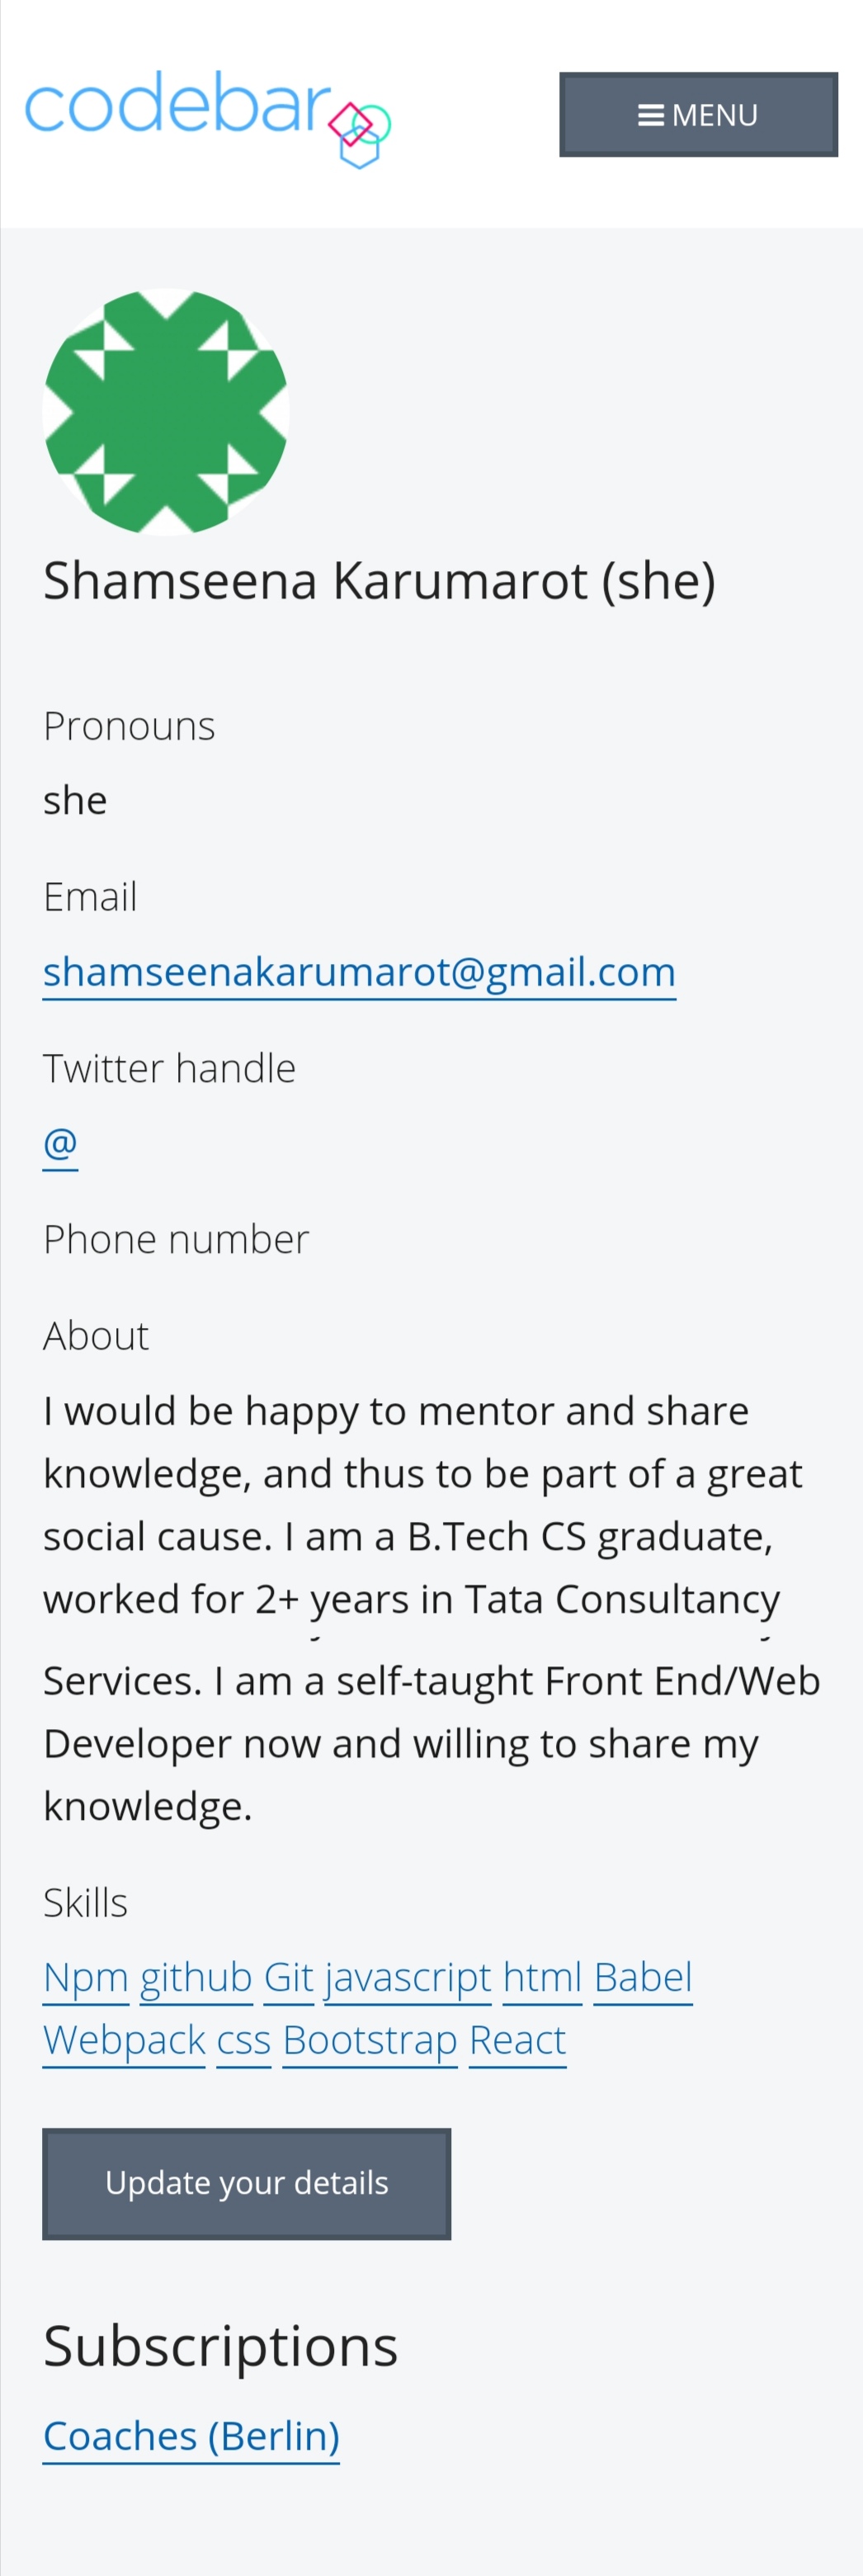 codebar
MENU
Shamseena Karumarot (she)
Pronouns
she
Email
shamseenakarumarot@gmail.com
Twitter handle
@
Phone number
About
I would be happy to mentor and share
knowledge, and thus to be part of a great
social cause. I am a B.Tech CS graduate,
worked for 2+ years in Tata Consultancy
Services. I am a self-taught Front End/Web
Developer now and willing to share my
knowledge.
Skills
Npm github Git javascript html Babel
Webpack css Bootstrap React
Update your details
Subscriptions
Coaches (Berlin)